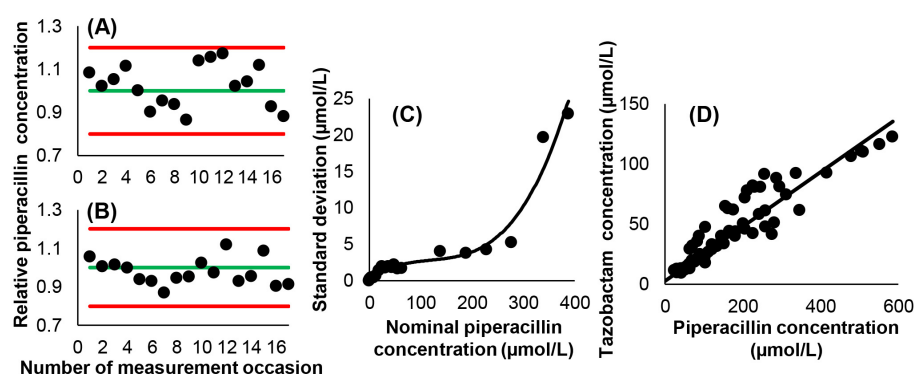 Relative piperacillin concentration
(A)
1.3
1.1
0.9
0.7
0 2 4 6 8 10 12 14 16
(B)
1.3
1.1
0.9
0.7
0 2 4 6 8 10 12 14 16
Number of measurement occasion
Standard deviation (µmol/L)
(C)
25
20
15
10
5
0
0 100 200 300 400
Nominal piperacillin
concentration (µmol/L)
Tazobactam concentration (µmol/L)
(D)
150
100
50
0
0 200 400 600
Piperacillin concentration
(µmol/L)